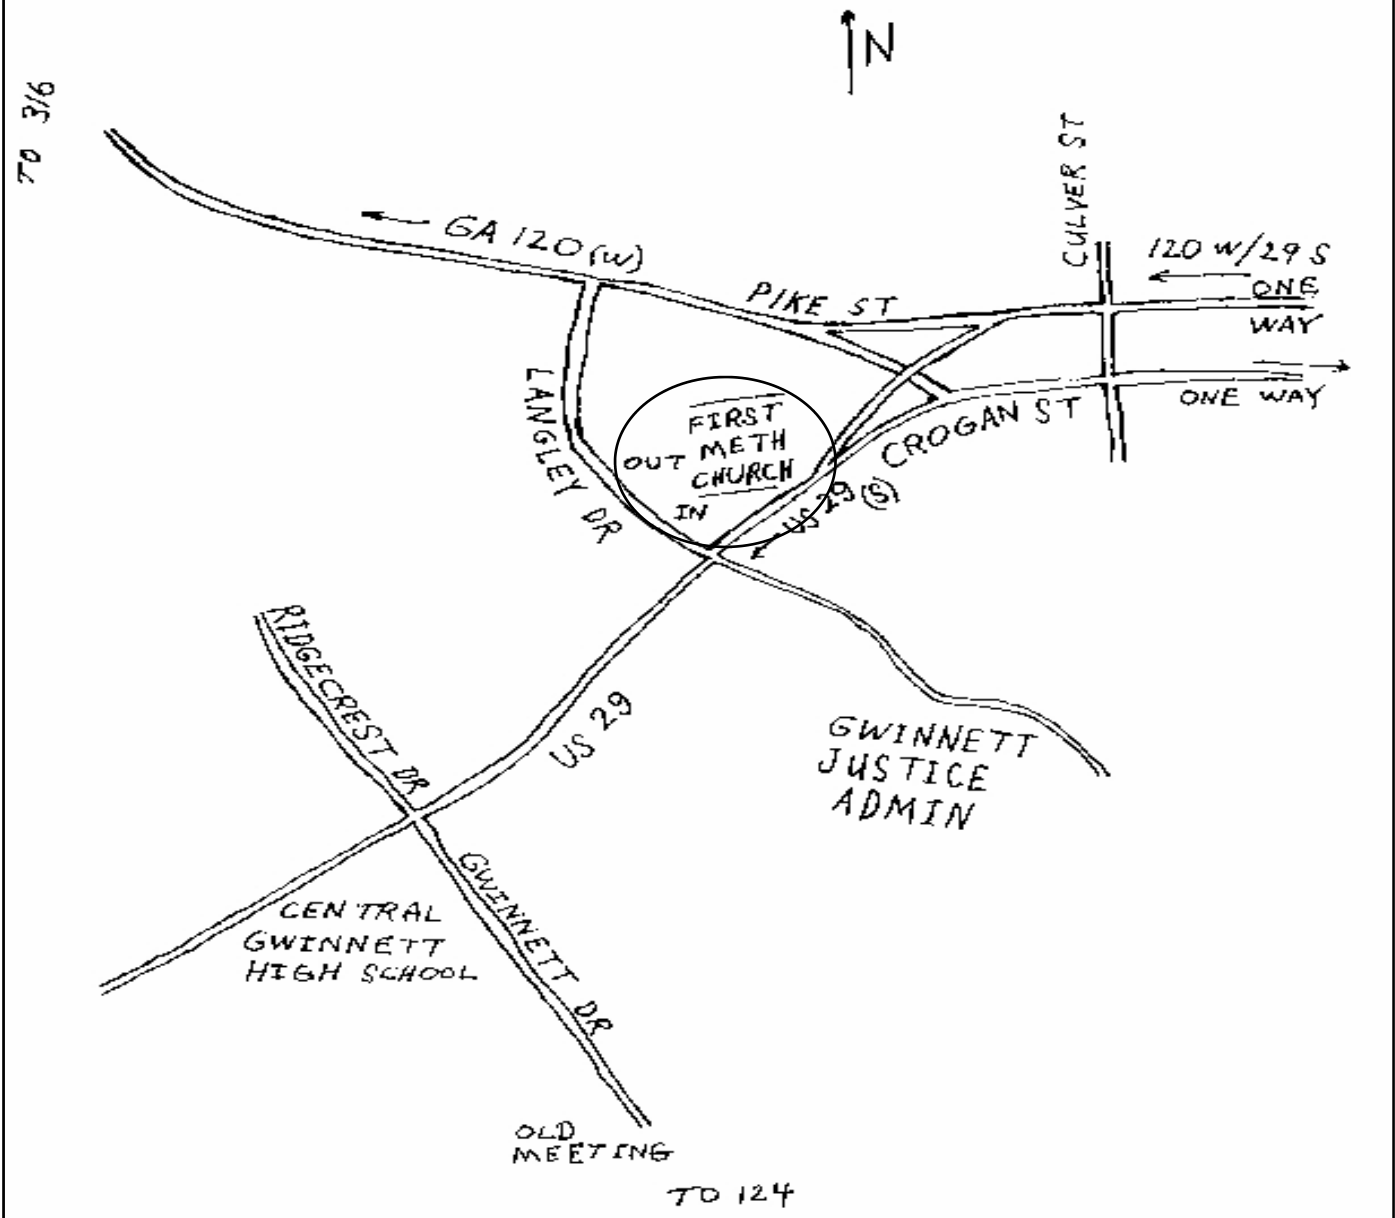 N
TO 316
CULVER ST
GA 120 (W)
120 W/29 S
ONE
WAY
PIKE ST
ONE WAY
LANGLEY DR
FIRST
OUT METH
CHURCH
IN
CROGAN ST
US 29
(S)
RIDGECREST DR
US 29
GWINNETT
JUSTICE
ADMIN
GWINNETT DR
CENTRAL
GWINNETT
HIGH SCHOOL
OLD
MEETING
TO 124